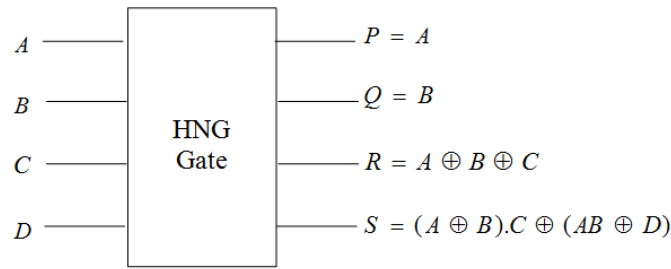 A P = A
B Q = B
HNG
Gate
C R = A ⊕ B ⊕ C
D S = (A ⊕ B).C ⊕ (AB ⊕ D)